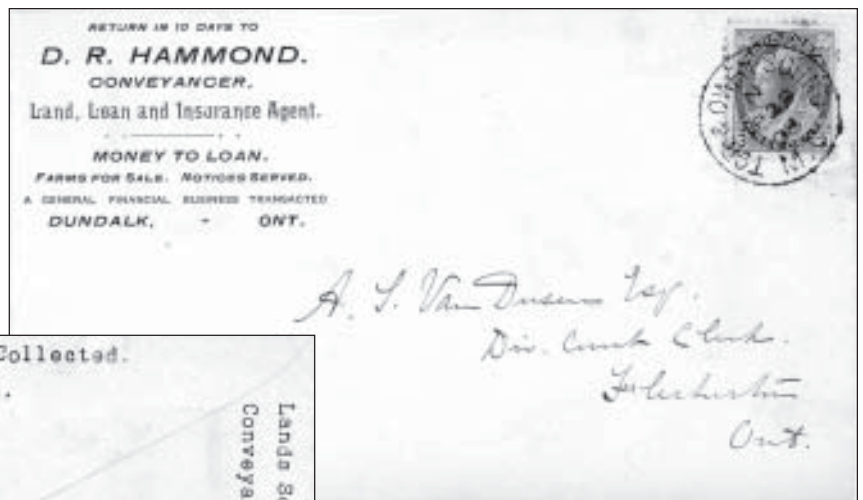 RETURN IN 10 DAYS TO
D. R. HAMMOND.
CONVEYANCER,
Land, Loan and Insurance Agent.
MONEY TO LOAN.
FARMS FOR SALE. NOTICES SERVED.
A GENERAL FINANCIAL BUSINESS TRANSACTED
DUNDALK, - ONT.
A. S. Van Dusen Esq.
Div. Court Clerk.
Flesherton
Ont.
Collected.
Lands
Conveya